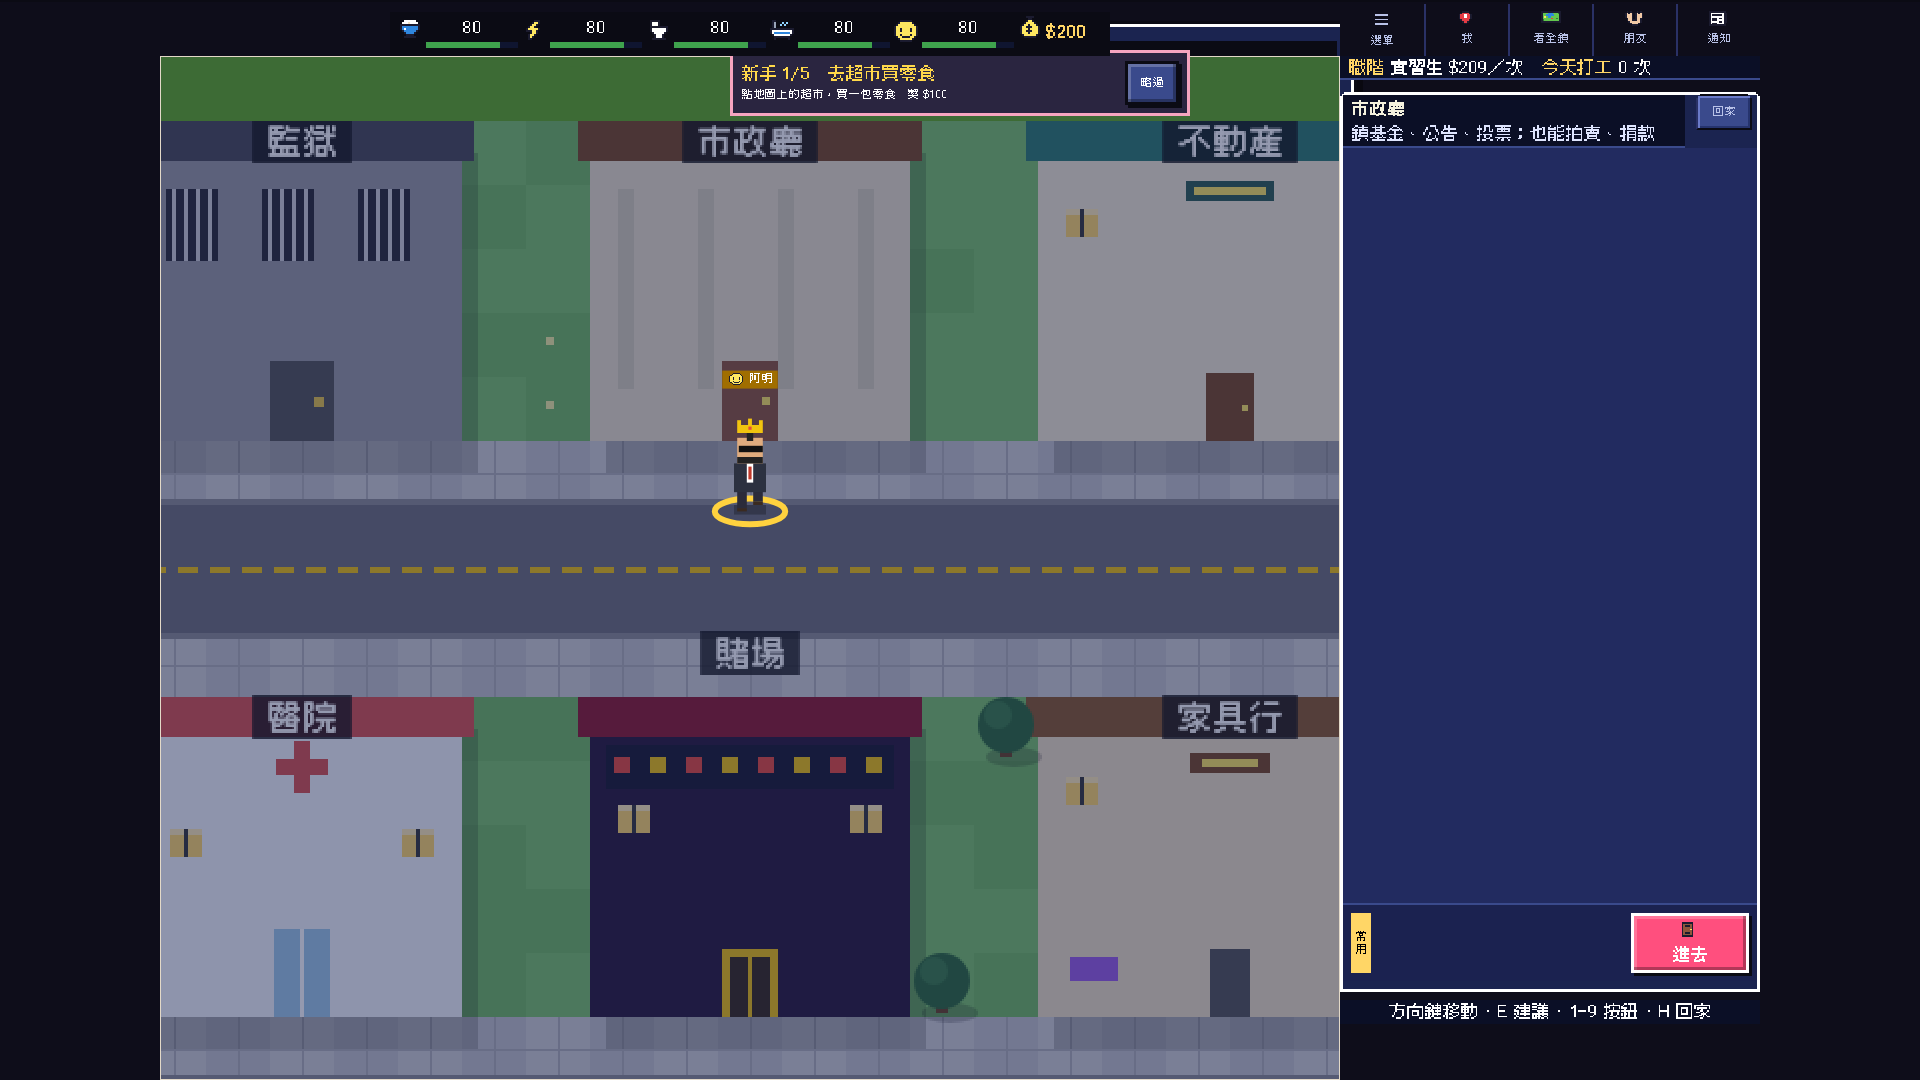 80 80 80 80 80 $200
選單 我 看全鎮 朋友 通知
職階 實習生 $209／次 今天打工 0 次
新手 1/5 去超市買零食
點地圖上的超市，買一包零食 獎 $100
略過
市政廳
鎮基金、公告、投票；也能拍賣、捐款
回家
監獄 市政廳 不動產
阿明
賭場
醫院 家具行
常用
進去
方向鍵移動 · E 建議 · 1-9 按鈕 · H 回家